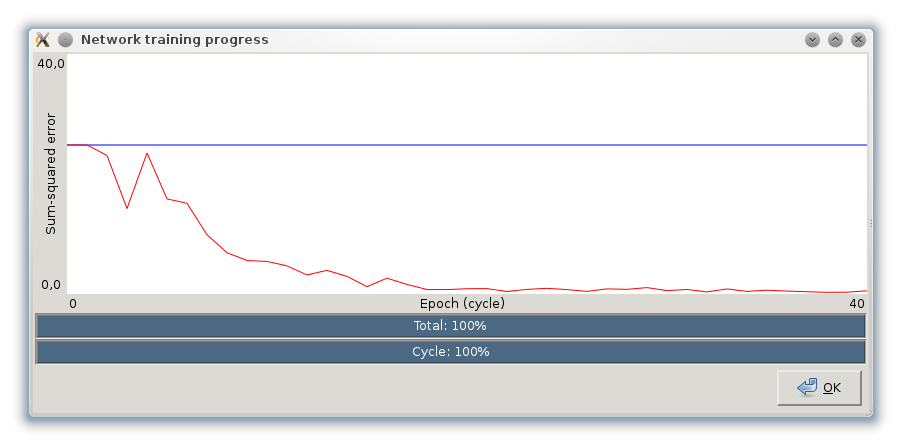 Network training progress
40,0
Sum-squared error
0,0
0
Epoch (cycle)
40
Total: 100%
Cycle: 100%
OK